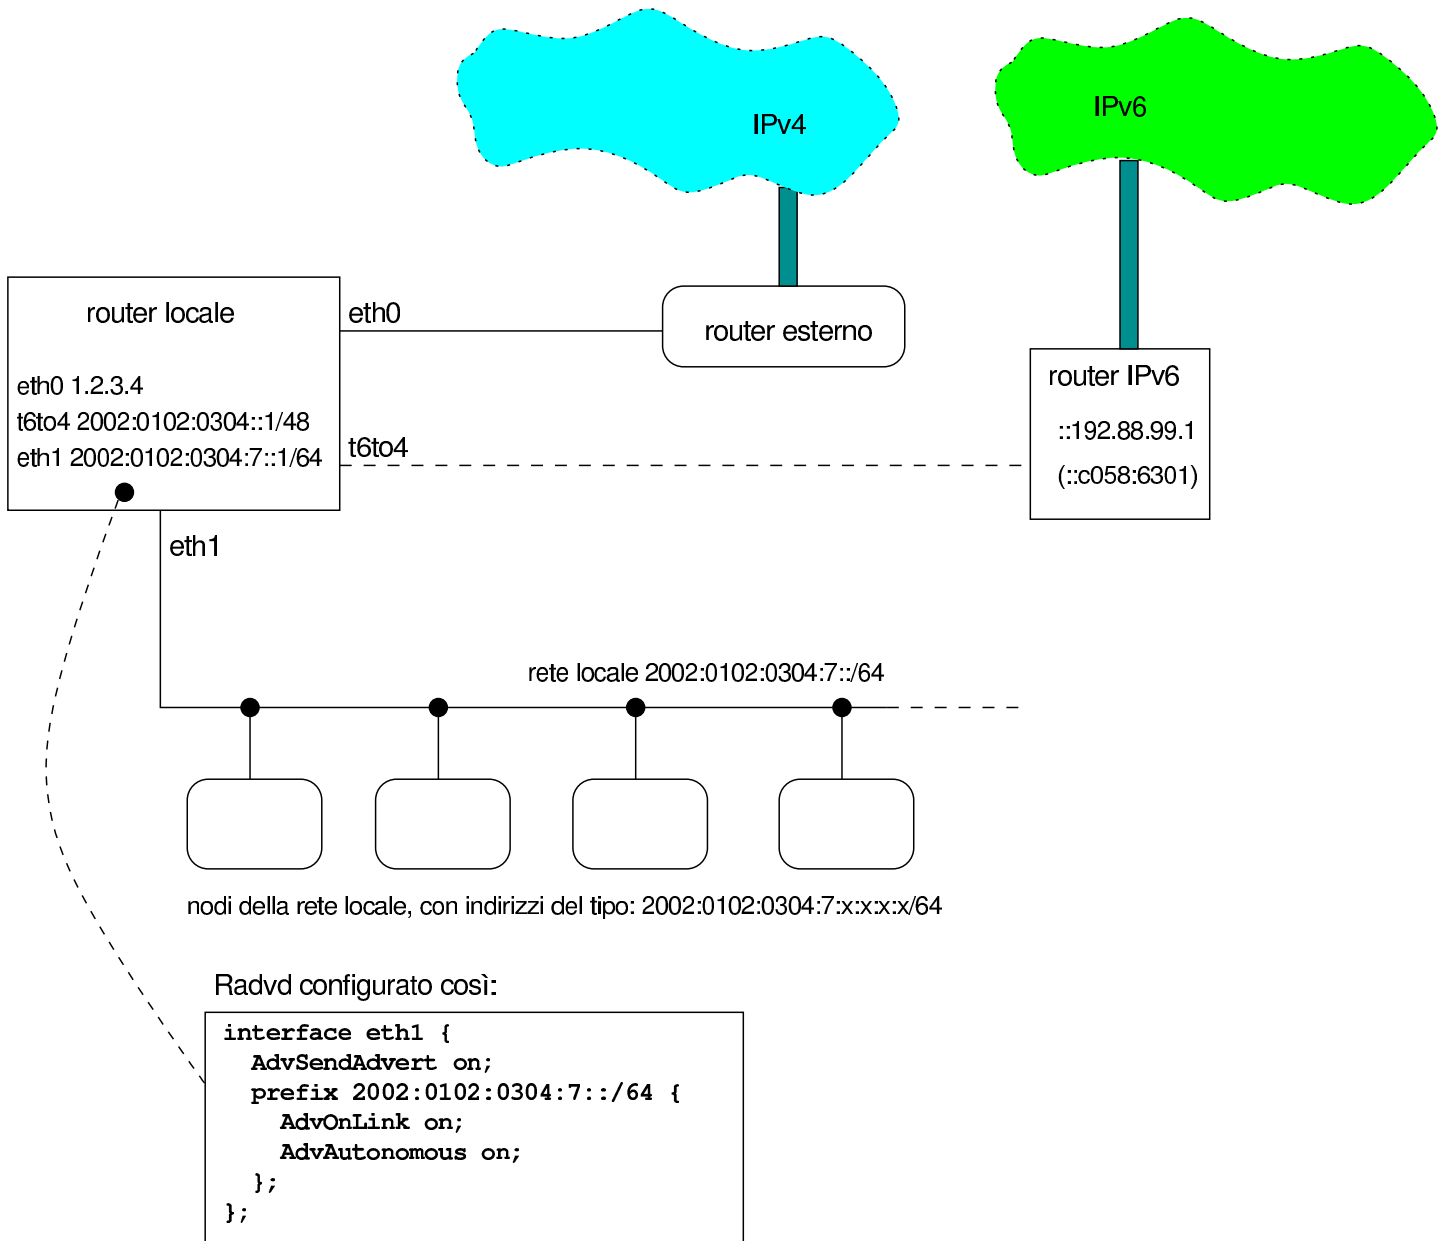 IPv4
IPv6
router locale
eth0 1.2.3.4
t6to4 2002:0102:0304::1/48
eth1 2002:0102:0304:7::1/64
eth0
router esterno
t6to4
router IPv6
::192.88.99.1
(::c058:6301)
eth1
rete locale 2002:0102:0304:7::/64
nodi della rete locale, con indirizzi del tipo: 2002:0102:0304:7:x:x:x:x/64
Radvd configurato così:
interface eth1 {
  AdvSendAdvert on;
  prefix 2002:0102:0304:7::/64 {
    AdvOnLink on;
    AdvAutonomous on;
  };
};